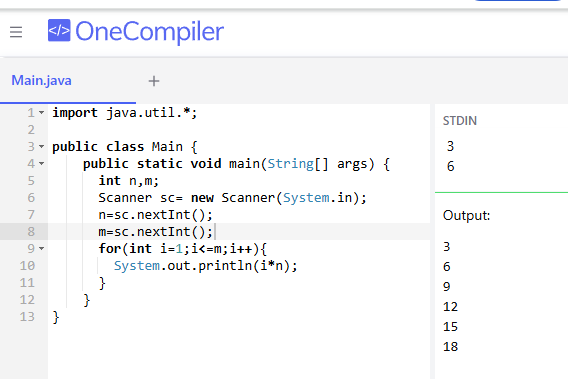 </> OneCompiler
Main.java +
1 import java.util.*;
2
3 public class Main {
4 public static void main(String[] args) {
5 int n,m;
6 Scanner sc= new Scanner(System.in);
7 n=sc.nextInt();
8 m=sc.nextInt();
9 for(int i=1;i<=m;i++){
10 System.out.println(i*n);
11 }
12 }
13 }
STDIN
3
6
Output:
3
6
9
12
15
18